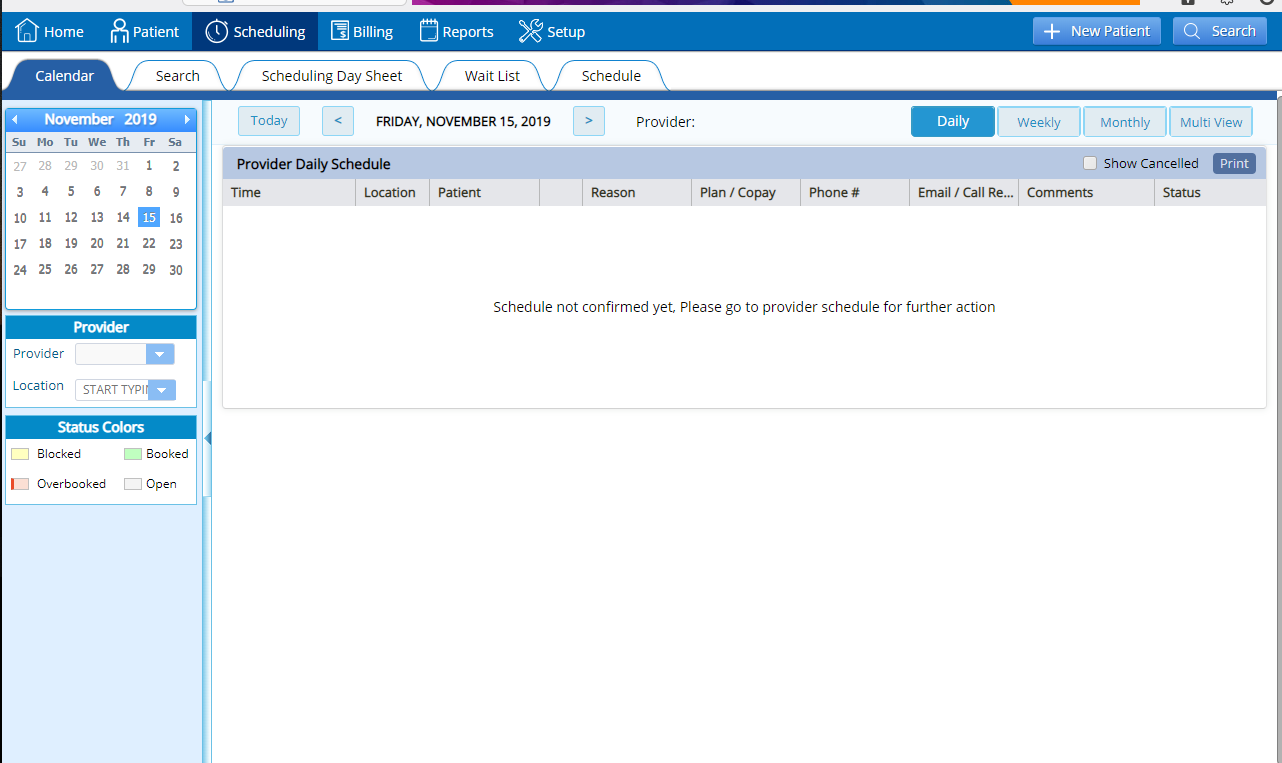 Home Patient Scheduling Billing Reports Setup + New Patient Search
Calendar Search Scheduling Day Sheet Wait List Schedule
November 2019
Su Mo Tu We Th Fr Sa
27 28 29 30 31 1 2
3 4 5 6 7 8 9
10 11 12 13 14 15 16
17 18 19 20 21 22 23
24 25 26 27 28 29 30
Provider
Provider
Location START TYPI
Status Colors
Blocked Booked
Overbooked Open
Today < FRIDAY, NOVEMBER 15, 2019 > Provider: Daily Weekly Monthly Multi View
Provider Daily Schedule Show Cancelled Print
Time Location Patient Reason Plan / Copay Phone # Email / Call Re... Comments Status
Schedule not confirmed yet, Please go to provider schedule for further action